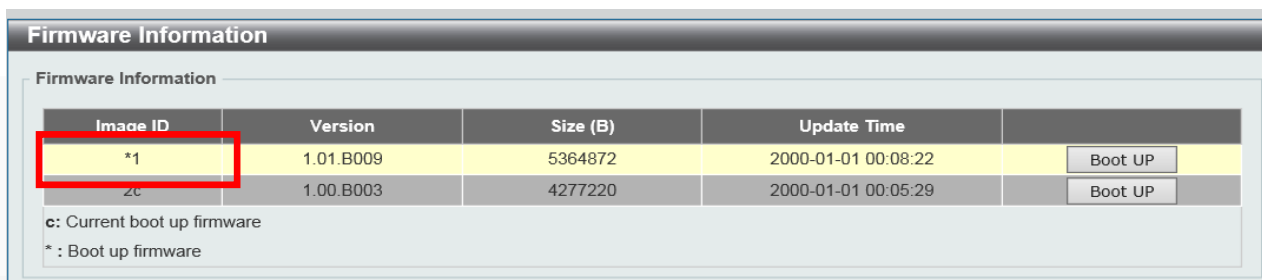 Firmware Information
Firmware Information
Image ID Version Size (B) Update Time
*1 1.01.B009 5364872 2000-01-01 00:08:22 Boot UP
2c 1.00.B003 4277220 2000-01-01 00:05:29 Boot UP
c: Current boot up firmware
* : Boot up firmware